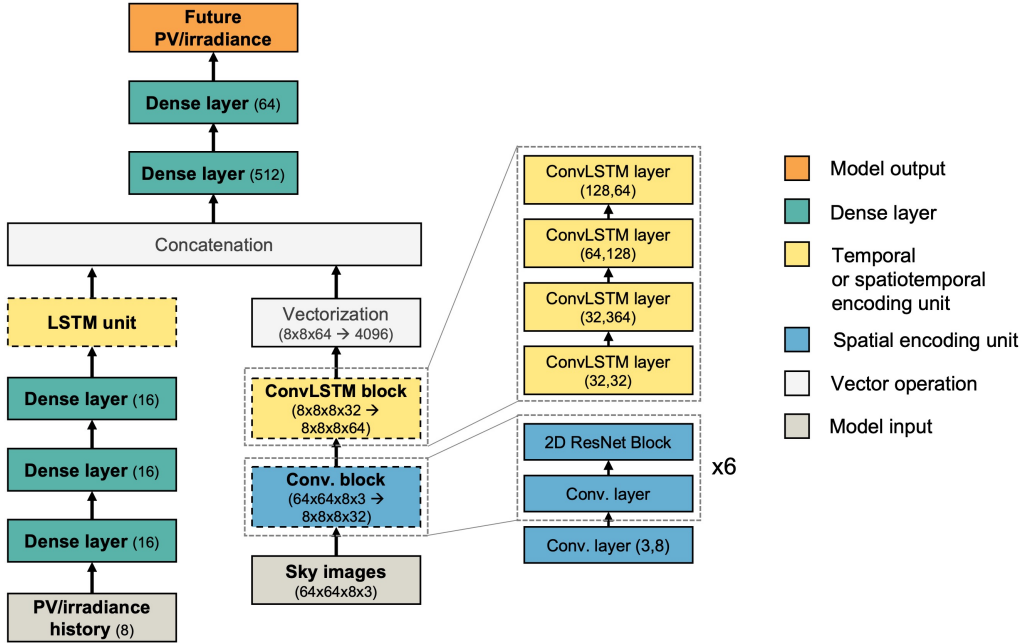 Future
PV/irradiance
Dense layer (64)
Dense layer (512)
Concatenation
LSTM unit
Dense layer (16)
Dense layer (16)
Dense layer (16)
PV/irradiance
history (8)
Vectorization
(8x8x64 → 4096)
ConvLSTM block
(8x8x8x32 →
8x8x8x64)
Conv. block
(64x64x8x3 →
8x8x8x32)
Sky images
(64x64x8x3)
ConvLSTM layer
(128,64)
ConvLSTM layer
(64,128)
ConvLSTM layer
(32,364)
ConvLSTM layer
(32,32)
2D ResNet Block
Conv. layer
x6
Conv. layer (3,8)
Model output
Dense layer
Temporal
or spatiotemporal
encoding unit
Spatial encoding unit
Vector operation
Model input